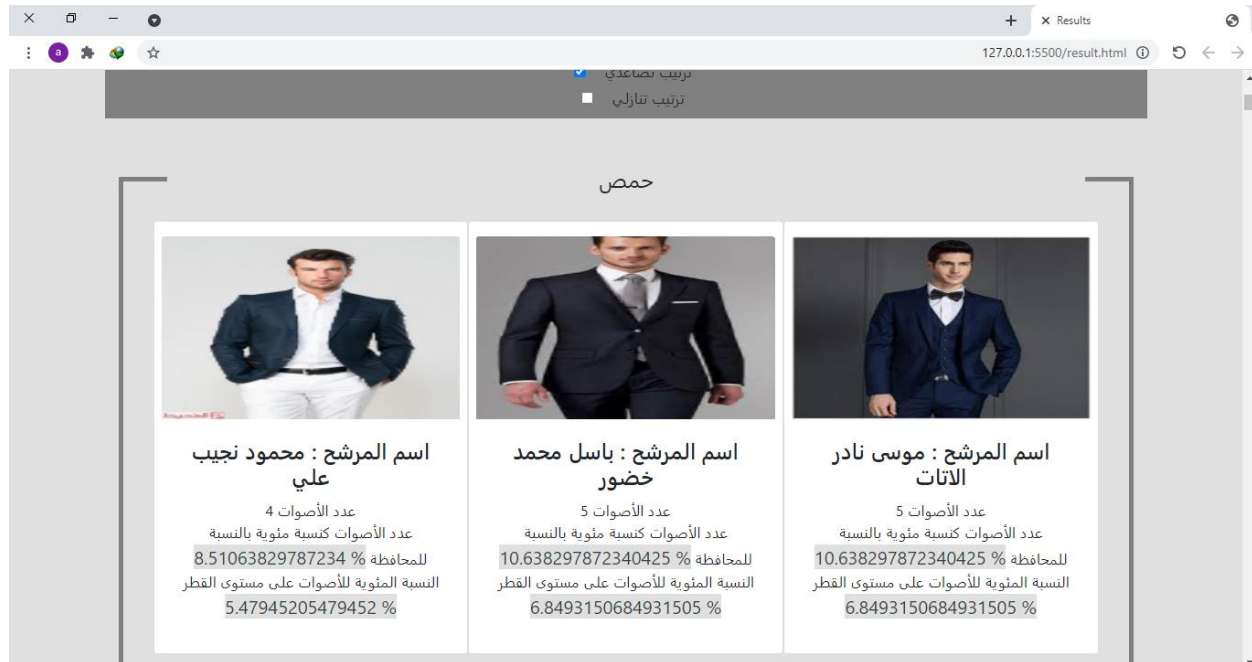 Results
127.0.0.1:5500/result.html
a
ترتيب تصاعدي
ترتيب تنازلي
حمص
اسم المرشح : موسى نادر
الاتات
عدد الأصوات 5
عدد الأصوات كنسبة مئوية بالنسبة
للمحافظة % 10.638297872340425
النسبة المئوية للأصوات على مستوى القطر
% 6.8493150684931505
اسم المرشح : باسل محمد
خضور
عدد الأصوات 5
عدد الأصوات كنسبة مئوية بالنسبة
للمحافظة % 10.638297872340425
النسبة المئوية للأصوات على مستوى القطر
% 6.8493150684931505
اسم المرشح : محمود نجيب
علي
عدد الأصوات 4
عدد الأصوات كنسبة مئوية بالنسبة
للمحافظة % 8.51063829787234
النسبة المئوية للأصوات على مستوى القطر
% 5.47945205479452